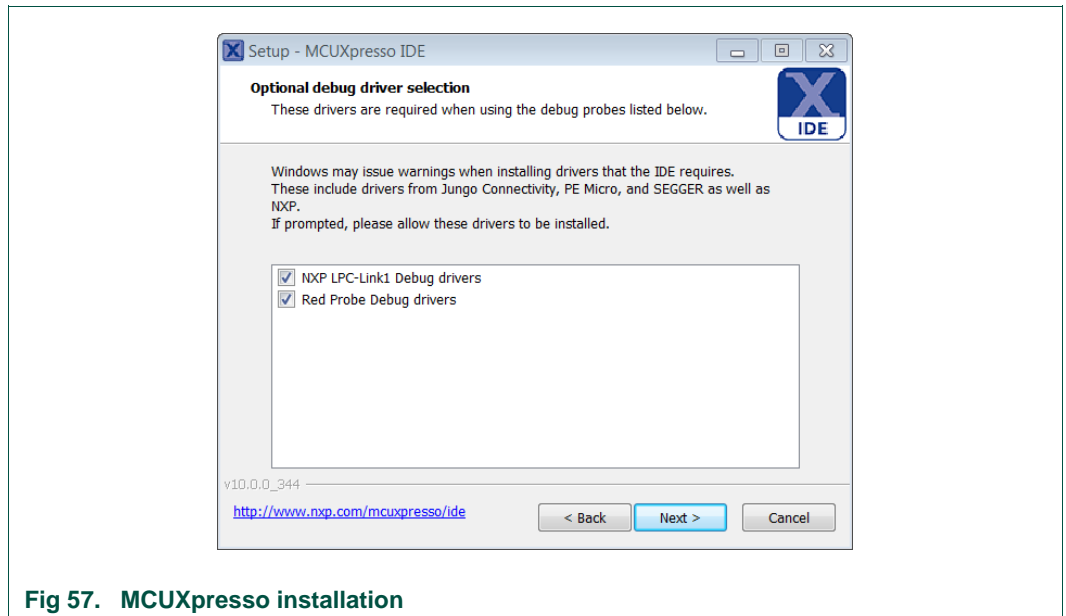 Setup - MCUXpresso IDE
Optional debug driver selection
These drivers are required when using the debug probes listed below.
X
IDE
Windows may issue warnings when installing drivers that the IDE requires.
These include drivers from Jungo Connectivity, PE Micro, and SEGGER as well as
NXP.
If prompted, please allow these drivers to be installed.
NXP LPC-Link1 Debug drivers
Red Probe Debug drivers
v10.0.0_344
http://www.nxp.com/mcuxpresso/ide
< Back
Next >
Cancel
Fig 57. MCUXpresso installation